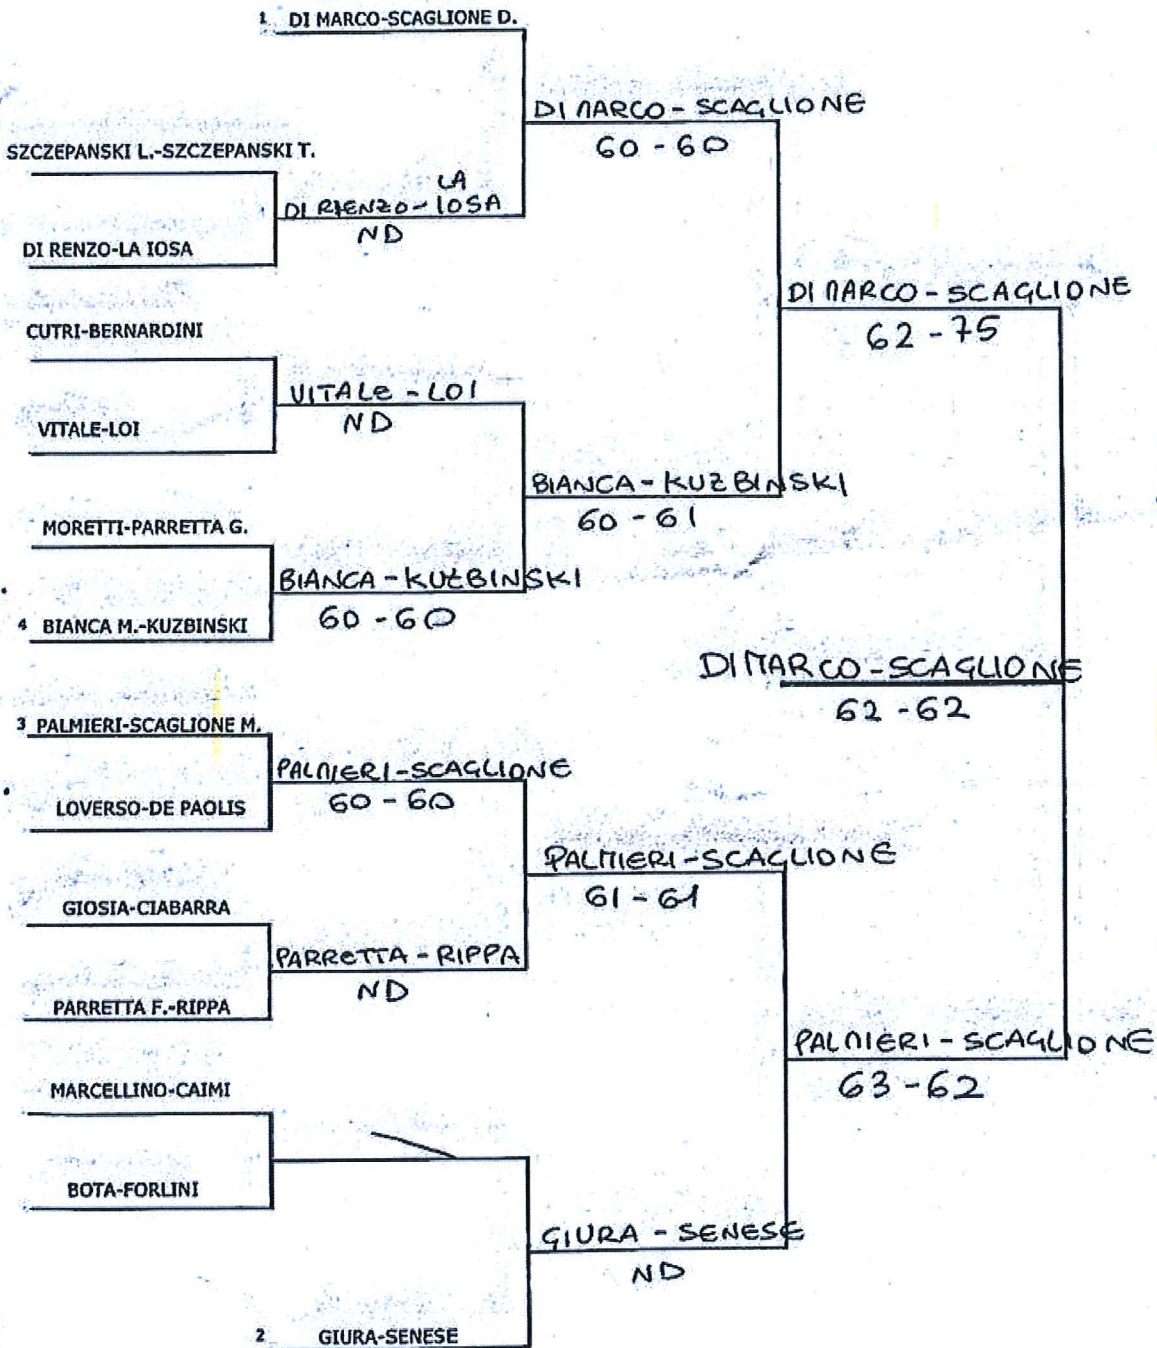 1 DI MARCO-SCAGLIONE D.
DI MARCO - SCAGLIONE
60 - 60
SZCZEPANSKI L.-SZCZEPANSKI T.
LA
DI RIENZO - IOSA
ND
DI RENZO-LA IOSA
DI MARCO - SCAGLIONE
62 - 75
CUTRI-BERNARDINI
VITALE - LOI
ND
VITALE-LOI
BIANCA - KUZBINSKI
60 - 61
MORETTI-PARRETTA G.
BIANCA - KUZBINSKI
60 - 60
4 BIANCA M.-KUZBINSKI
DI MARCO - SCAGLIONE
62 - 62
3 PALMIERI-SCAGLIONE M.
PALMIERI - SCAGLIONE
60 - 60
LOVERSO-DE PAOLIS
PALMIERI - SCAGLIONE
61 - 61
GIOSIA-CIABARRA
PARRETTA - RIPPA
ND
PARRETTA F.-RIPPA
PALMIERI - SCAGLIONE
63 - 62
MARCELLINO-CAIMI
BOTA-FORLINI
GIURA - SENESE
ND
2 GIURA-SENESE